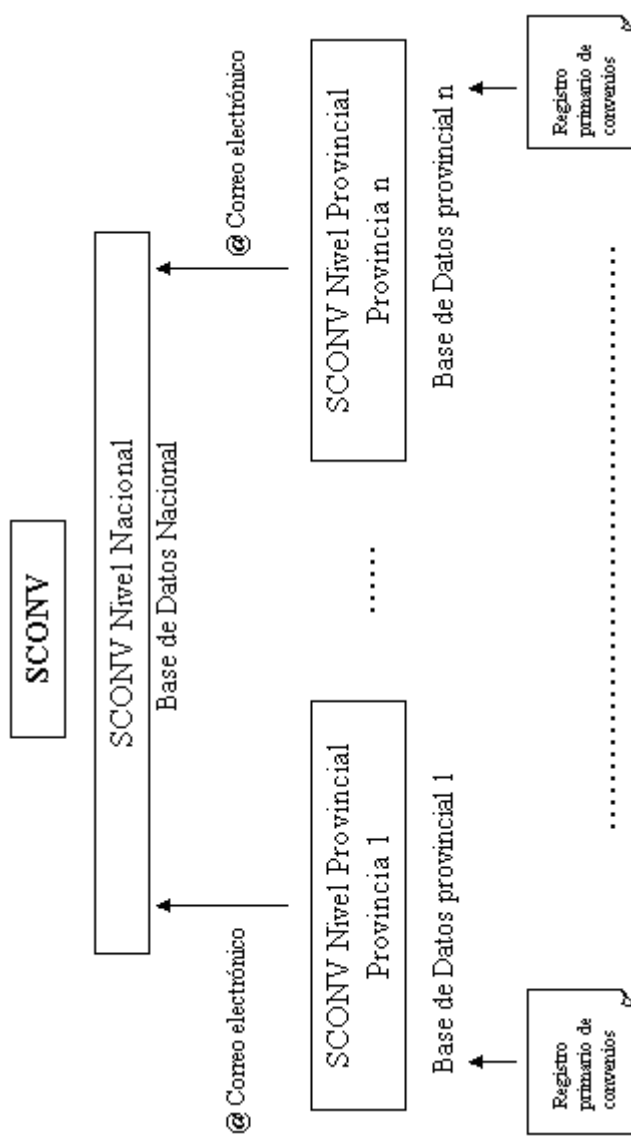 SCONV
SCONV Nivel Nacional
Base de Datos Nacional
@ Correo electrónico
@ Correo electrónico
SCONV Nivel Provincial
Provincia 1
......
SCONV Nivel Provincial
Provincia n
Base de Datos provincial 1
Base de Datos provincial n
Registro
primario de
convenios
Registro
primario de
convenios